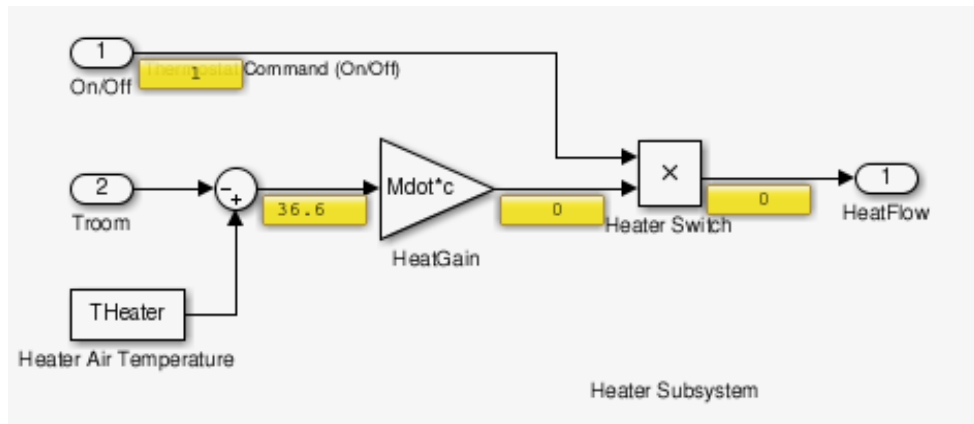 1
Thermostat Command (On/Off)
1
On/Off
2
Troom
-
+
36.6
Mdot*c
HeatGain
0
×
Heater Switch
0
1
HeatFlow
THeater
Heater Air Temperature
Heater Subsystem